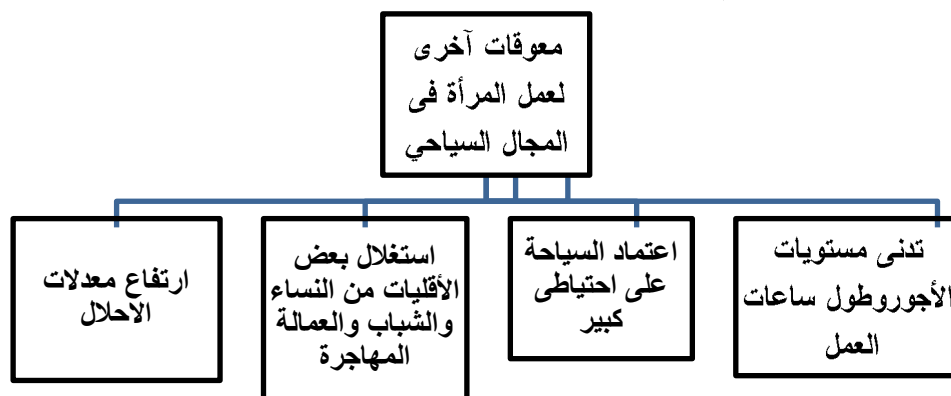 معوقات آخرى
لعمل المرأة فى
المجال السياحي
تدنى مستويات
الأجوروطول ساعات
العمل
اعتماد السياحة
على احتياطى
كبير
استغلال بعض
الأقليات من النساء
والشباب والعمالة
المهاجرة
ارتفاع معدلات
الاحلال